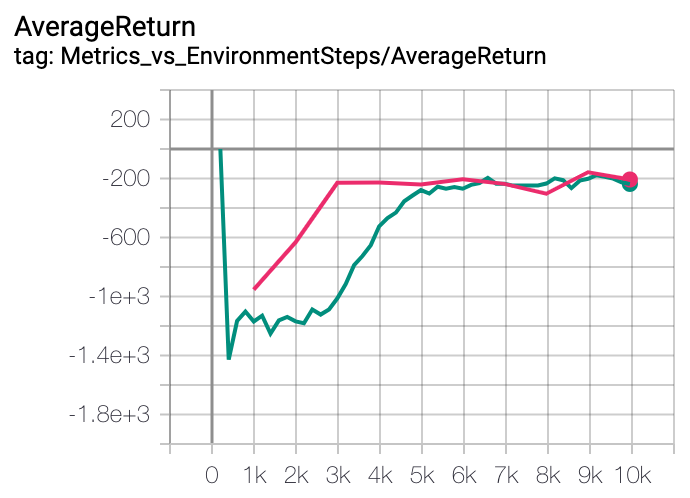 AverageReturn
tag: Metrics_vs_EnvironmentSteps/AverageReturn
200
-200
-600
-1e+3
-1.4e+3
-1.8e+3
0 1k 2k 3k 4k 5k 6k 7k 8k 9k 10k